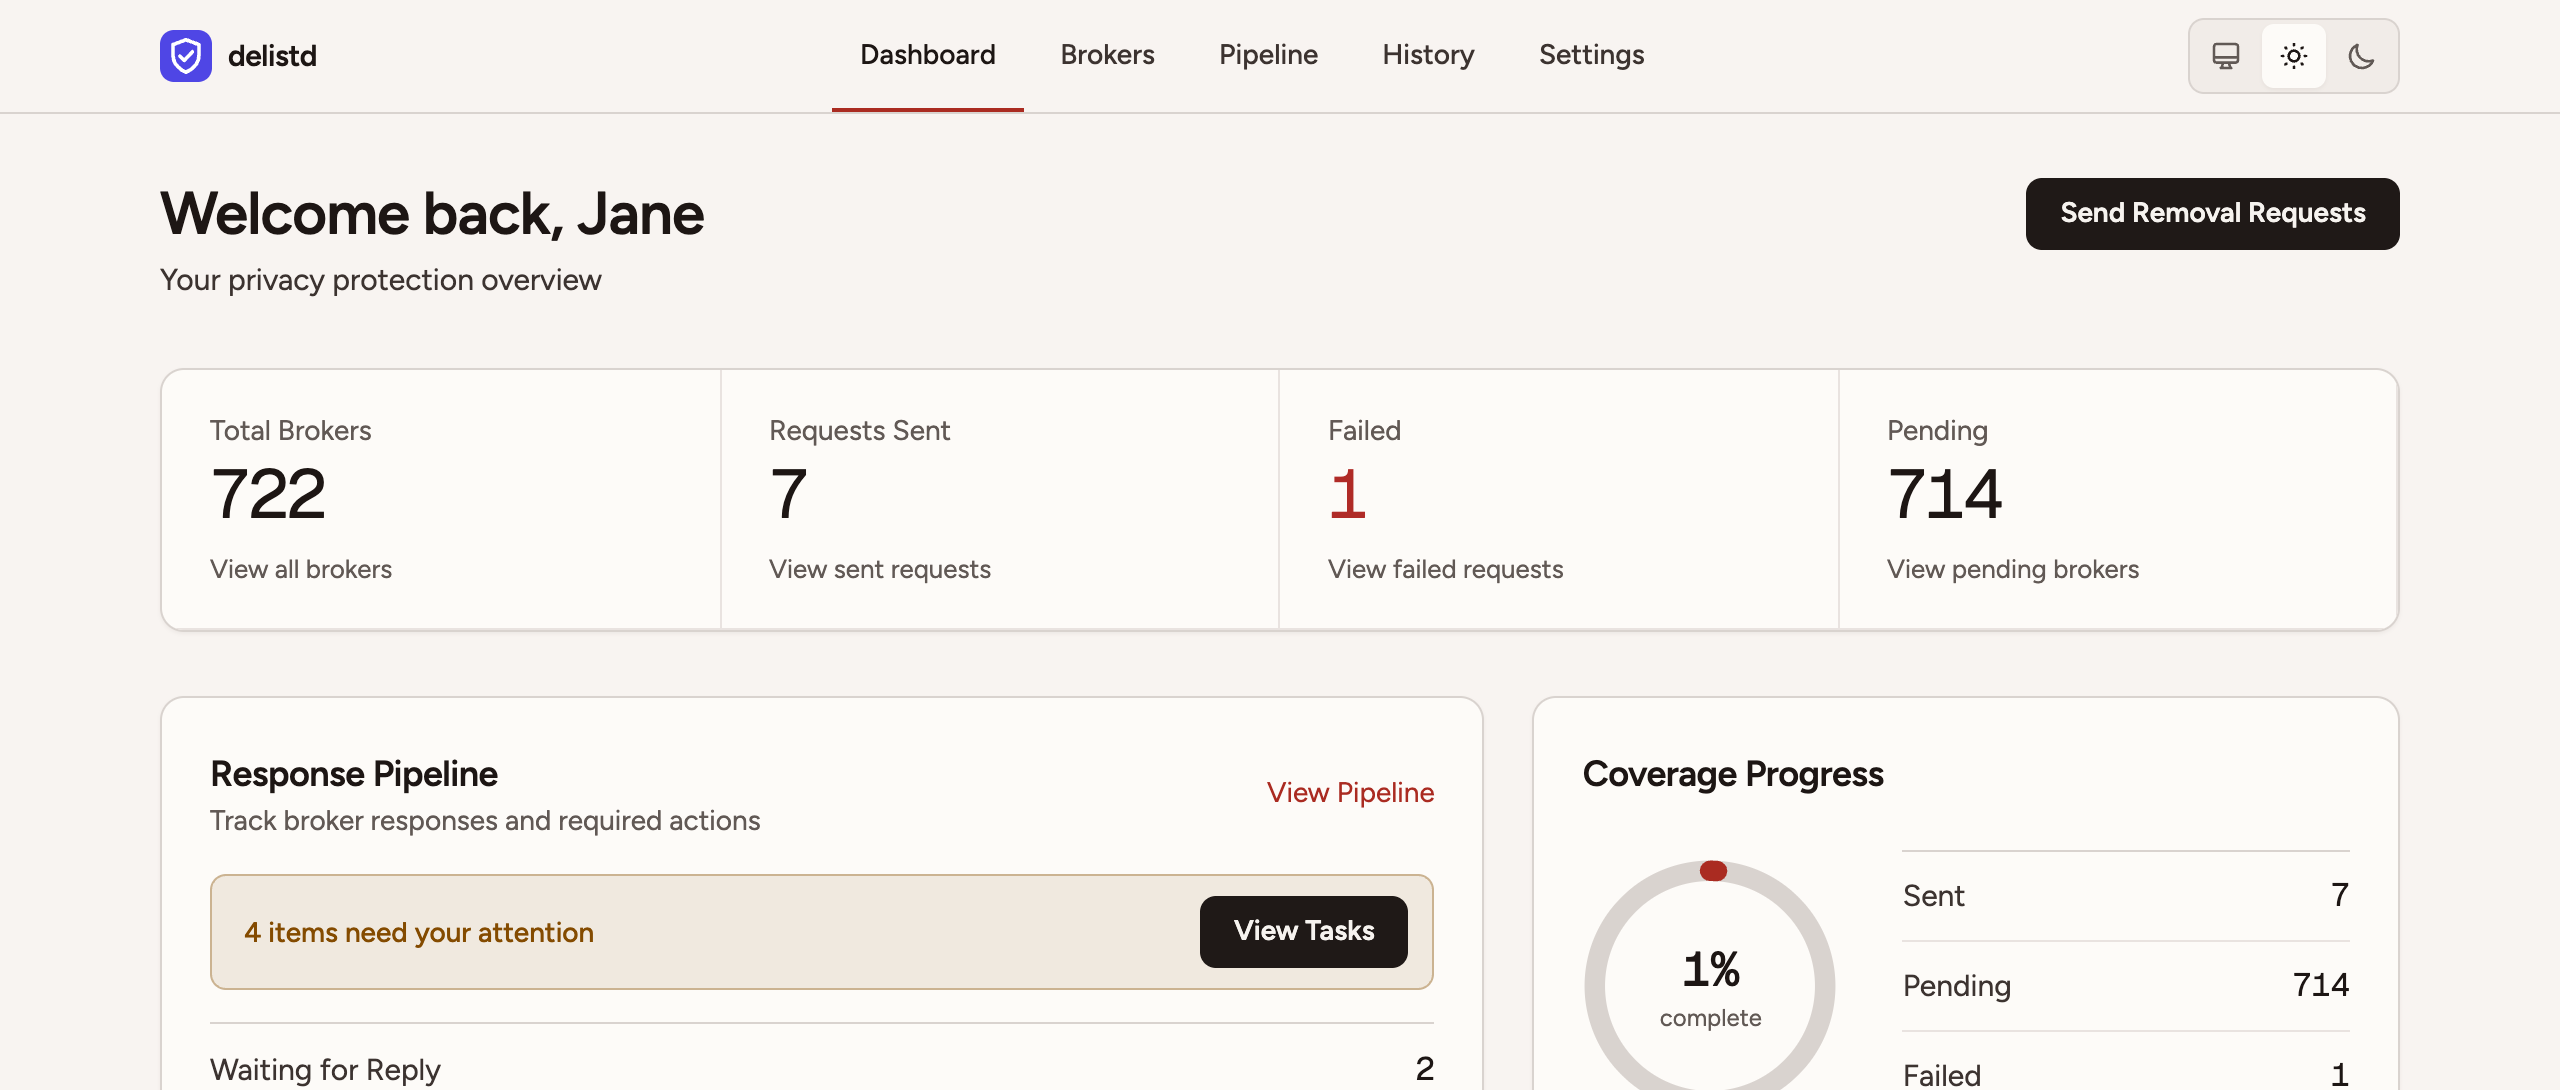 delistd
Dashboard
Brokers
Pipeline
History
Settings
Welcome back, Jane
Your privacy protection overview
Send Removal Requests
Total Brokers
722
View all brokers
Requests Sent
7
View sent requests
Failed
1
View failed requests
Pending
714
View pending brokers
Response Pipeline
Track broker responses and required actions
View Pipeline
4 items need your attention
View Tasks
Waiting for Reply
2
Coverage Progress
1%
complete
Sent
7
Pending
714
Failed
1